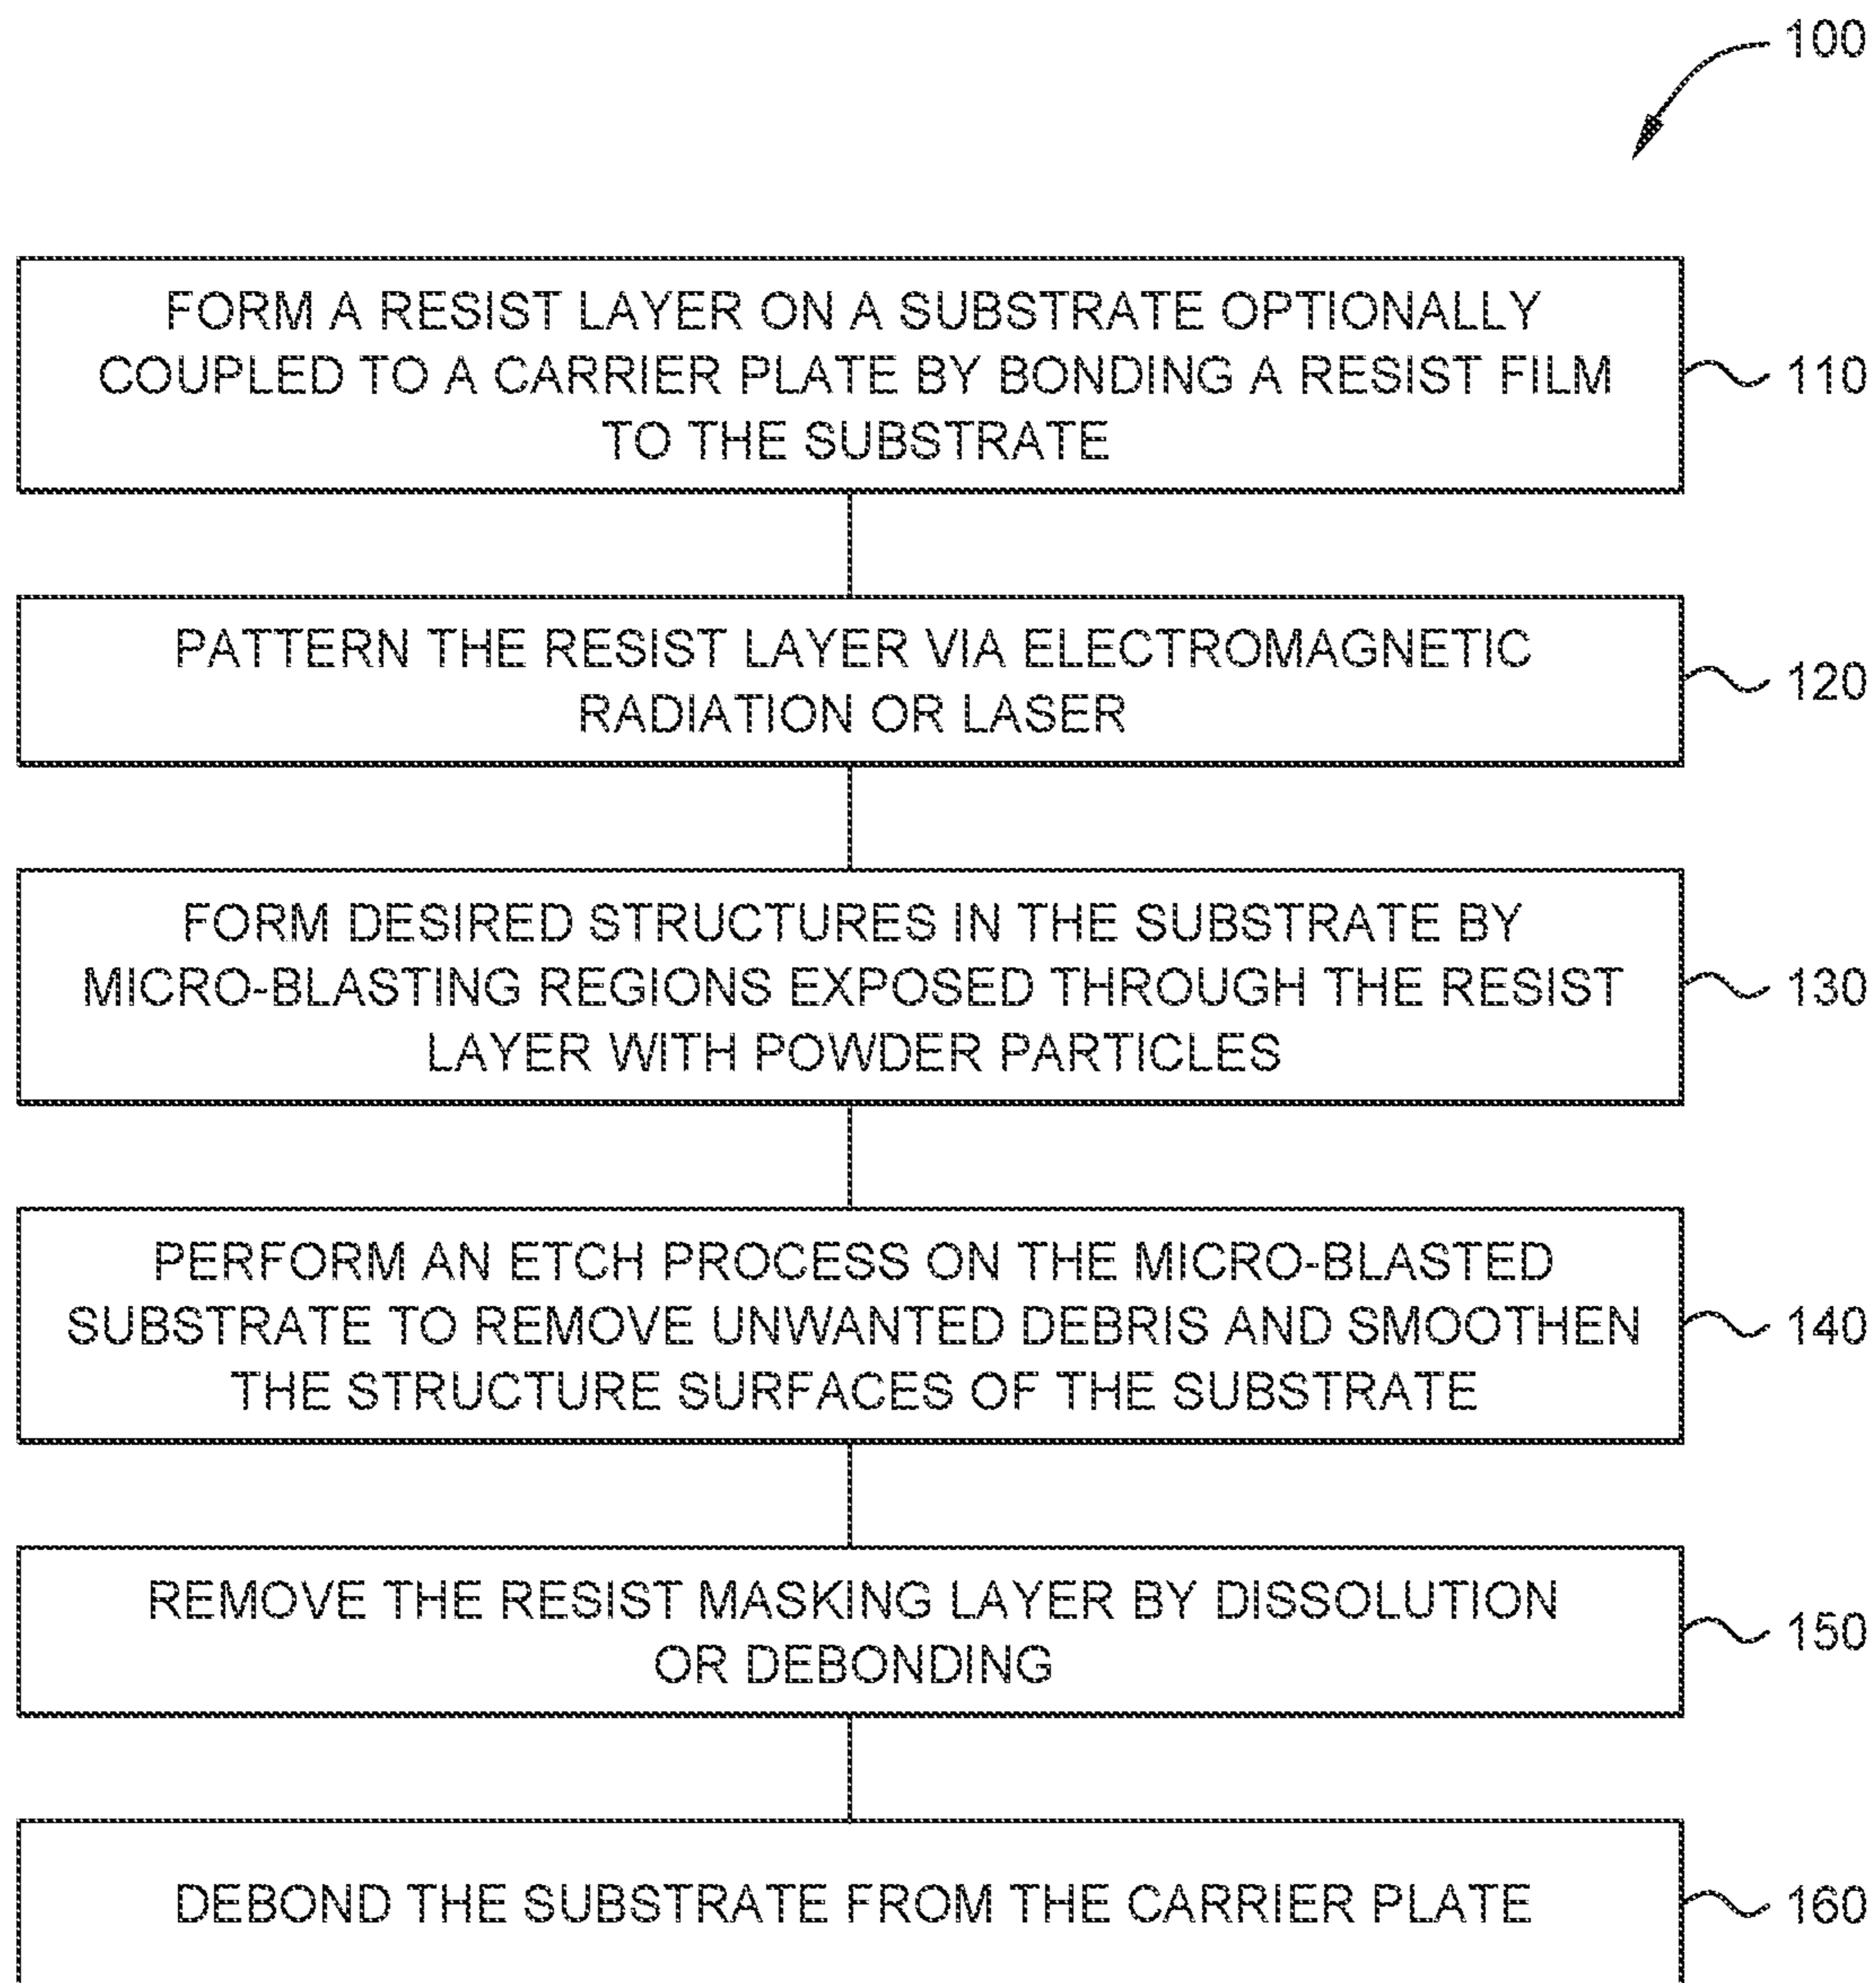 100
FORM A RESIST LAYER ON A SUBSTRATE OPTIONALLY
COUPLED TO A CARRIER PLATE BY BONDING A RESIST FILM
TO THE SUBSTRATE
110
PATTERN THE RESIST LAYER VIA ELECTROMAGNETIC
RADIATION OR LASER
120
FORM DESIRED STRUCTURES IN THE SUBSTRATE BY
MICRO-BLASTING REGIONS EXPOSED THROUGH THE RESIST
LAYER WITH POWDER PARTICLES
130
PERFORM AN ETCH PROCESS ON THE MICRO-BLASTED
SUBSTRATE TO REMOVE UNWANTED DEBRIS AND SMOOTHEN
THE STRUCTURE SURFACES OF THE SUBSTRATE
140
REMOVE THE RESIST MASKING LAYER BY DISSOLUTION
OR DEBONDING
150
DEBOND THE SUBSTRATE FROM THE CARRIER PLATE
160